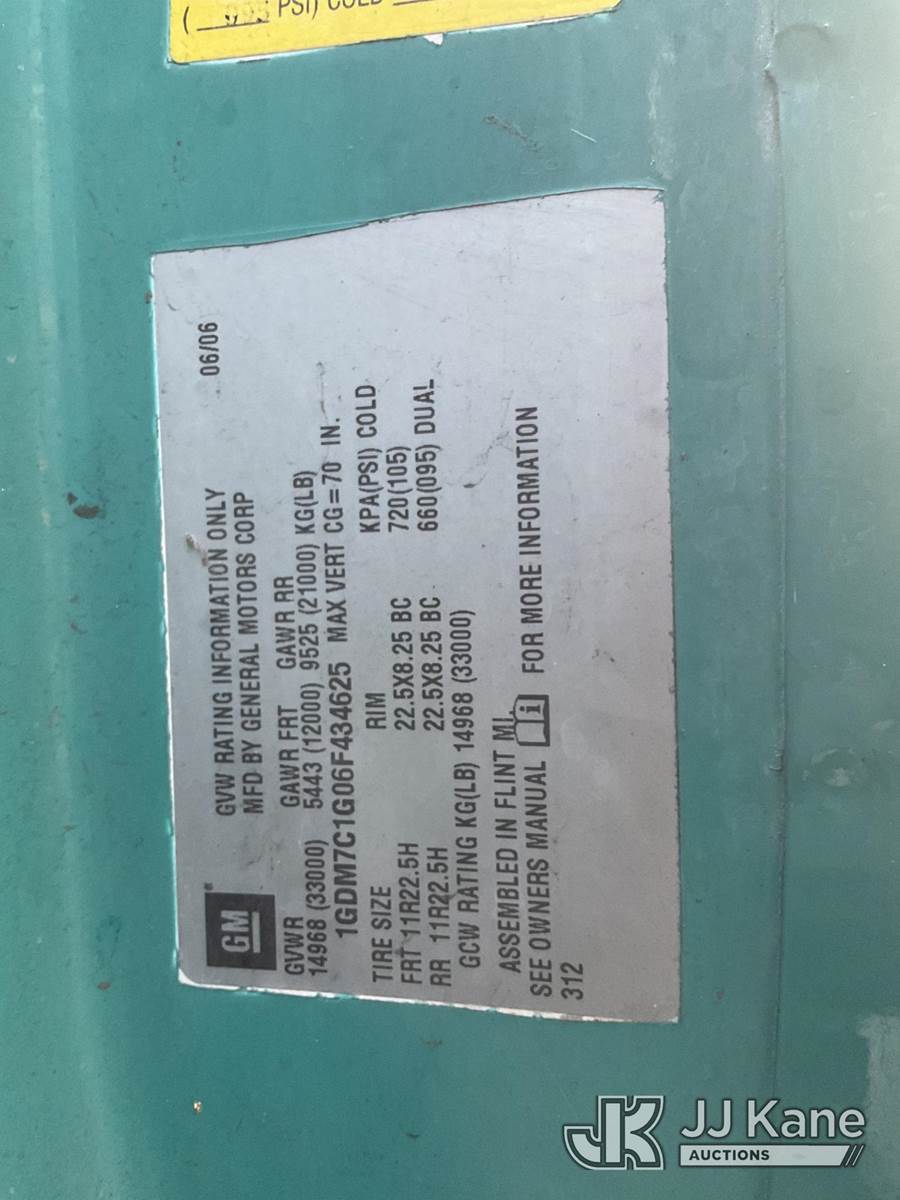 PSI) COLD
GM
GVW RATING INFORMATION ONLY 06/06
MFD BY GENERAL MOTORS CORP
GVWR GAWR FRT GAWR RR
14968 (33000) 5443 (12000) 9525 (21000) KG(LB)
1GDM7C1G06F434625 MAX VERT CG=70 IN.
TIRE SIZE RIM KPA(PSI) COLD
FRT 11R22.5H 22.5X8.25 BC 720(105)
RR 11R22.5H 22.5X8.25 BC 660(095) DUAL
GCW RATING KG(LB) 14968 (33000)
ASSEMBLED IN FLINT MI
SEE OWNERS MANUAL i FOR MORE INFORMATION
312
JK JJ Kane
AUCTIONS